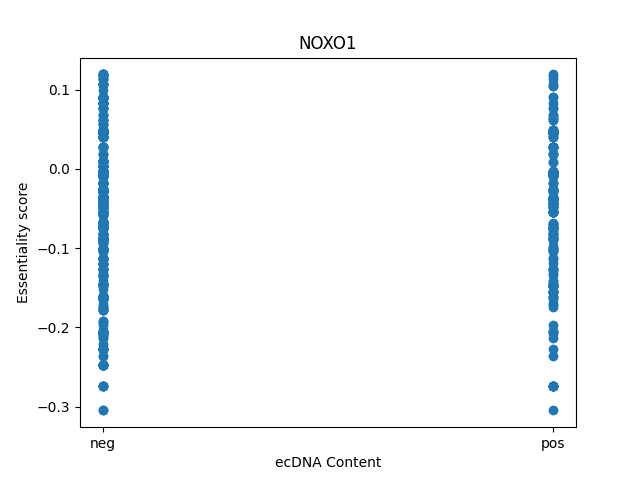 NOXO1
Essentiality score
0.1
0.0
−0.1
−0.2
−0.3
neg
pos
ecDNA Content